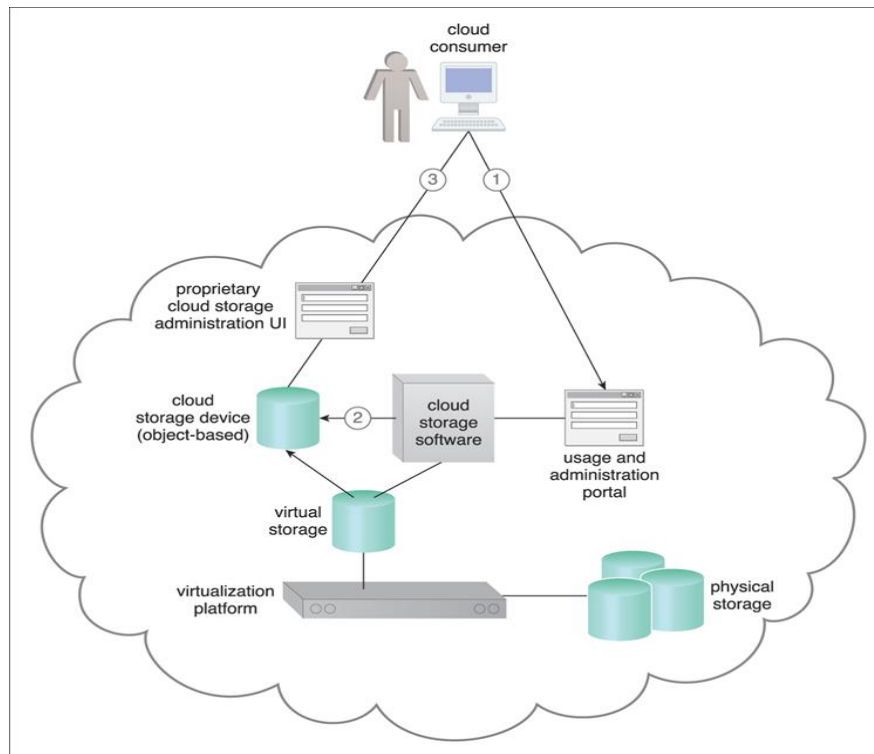 cloud
consumer
3
1
proprietary
cloud storage
administration UI
cloud
storage device
(object-based)
2
cloud
storage
software
usage and
administration
portal
virtual
storage
virtualization
platform
physical
storage